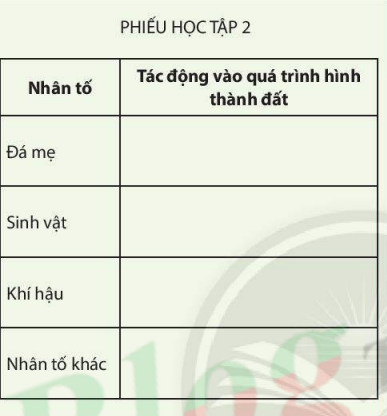 PHIẾU HỌC TẬP 2
Nhân tố
Tác động vào quá trình hình
thành đất
Đá mẹ
Sinh vật
Khí hậu
Nhân tố khác
Blog